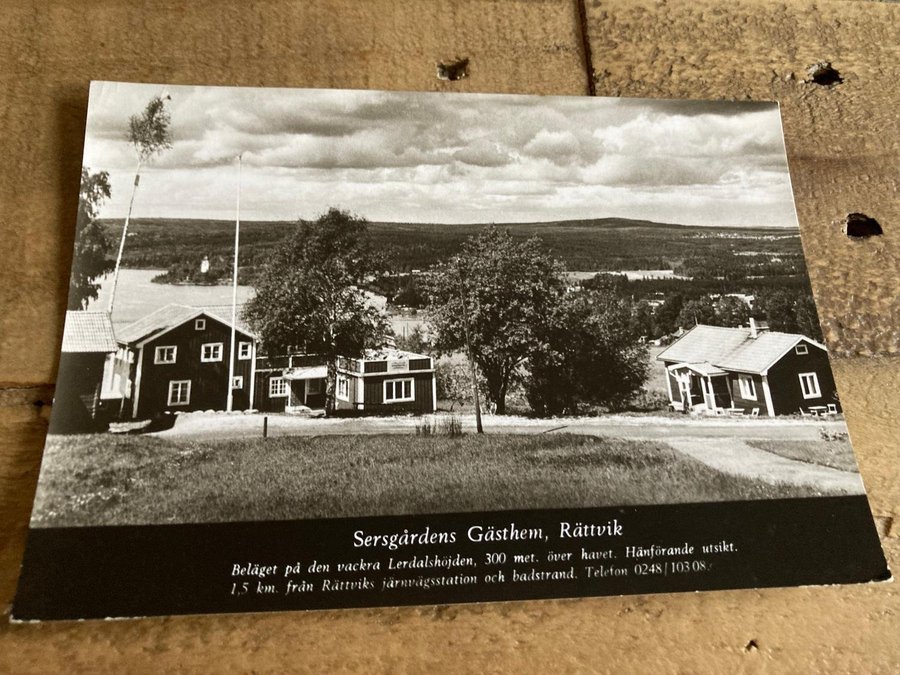 Sersgårdens Gästhem, Rättvik
Beläget på den vackra Lerdalshöjden, 300 met. över havet. Hänförande utsikt.
1,5 km. från Rättviks järnvägsstation och badstrand. Telefon 0248/103 08.